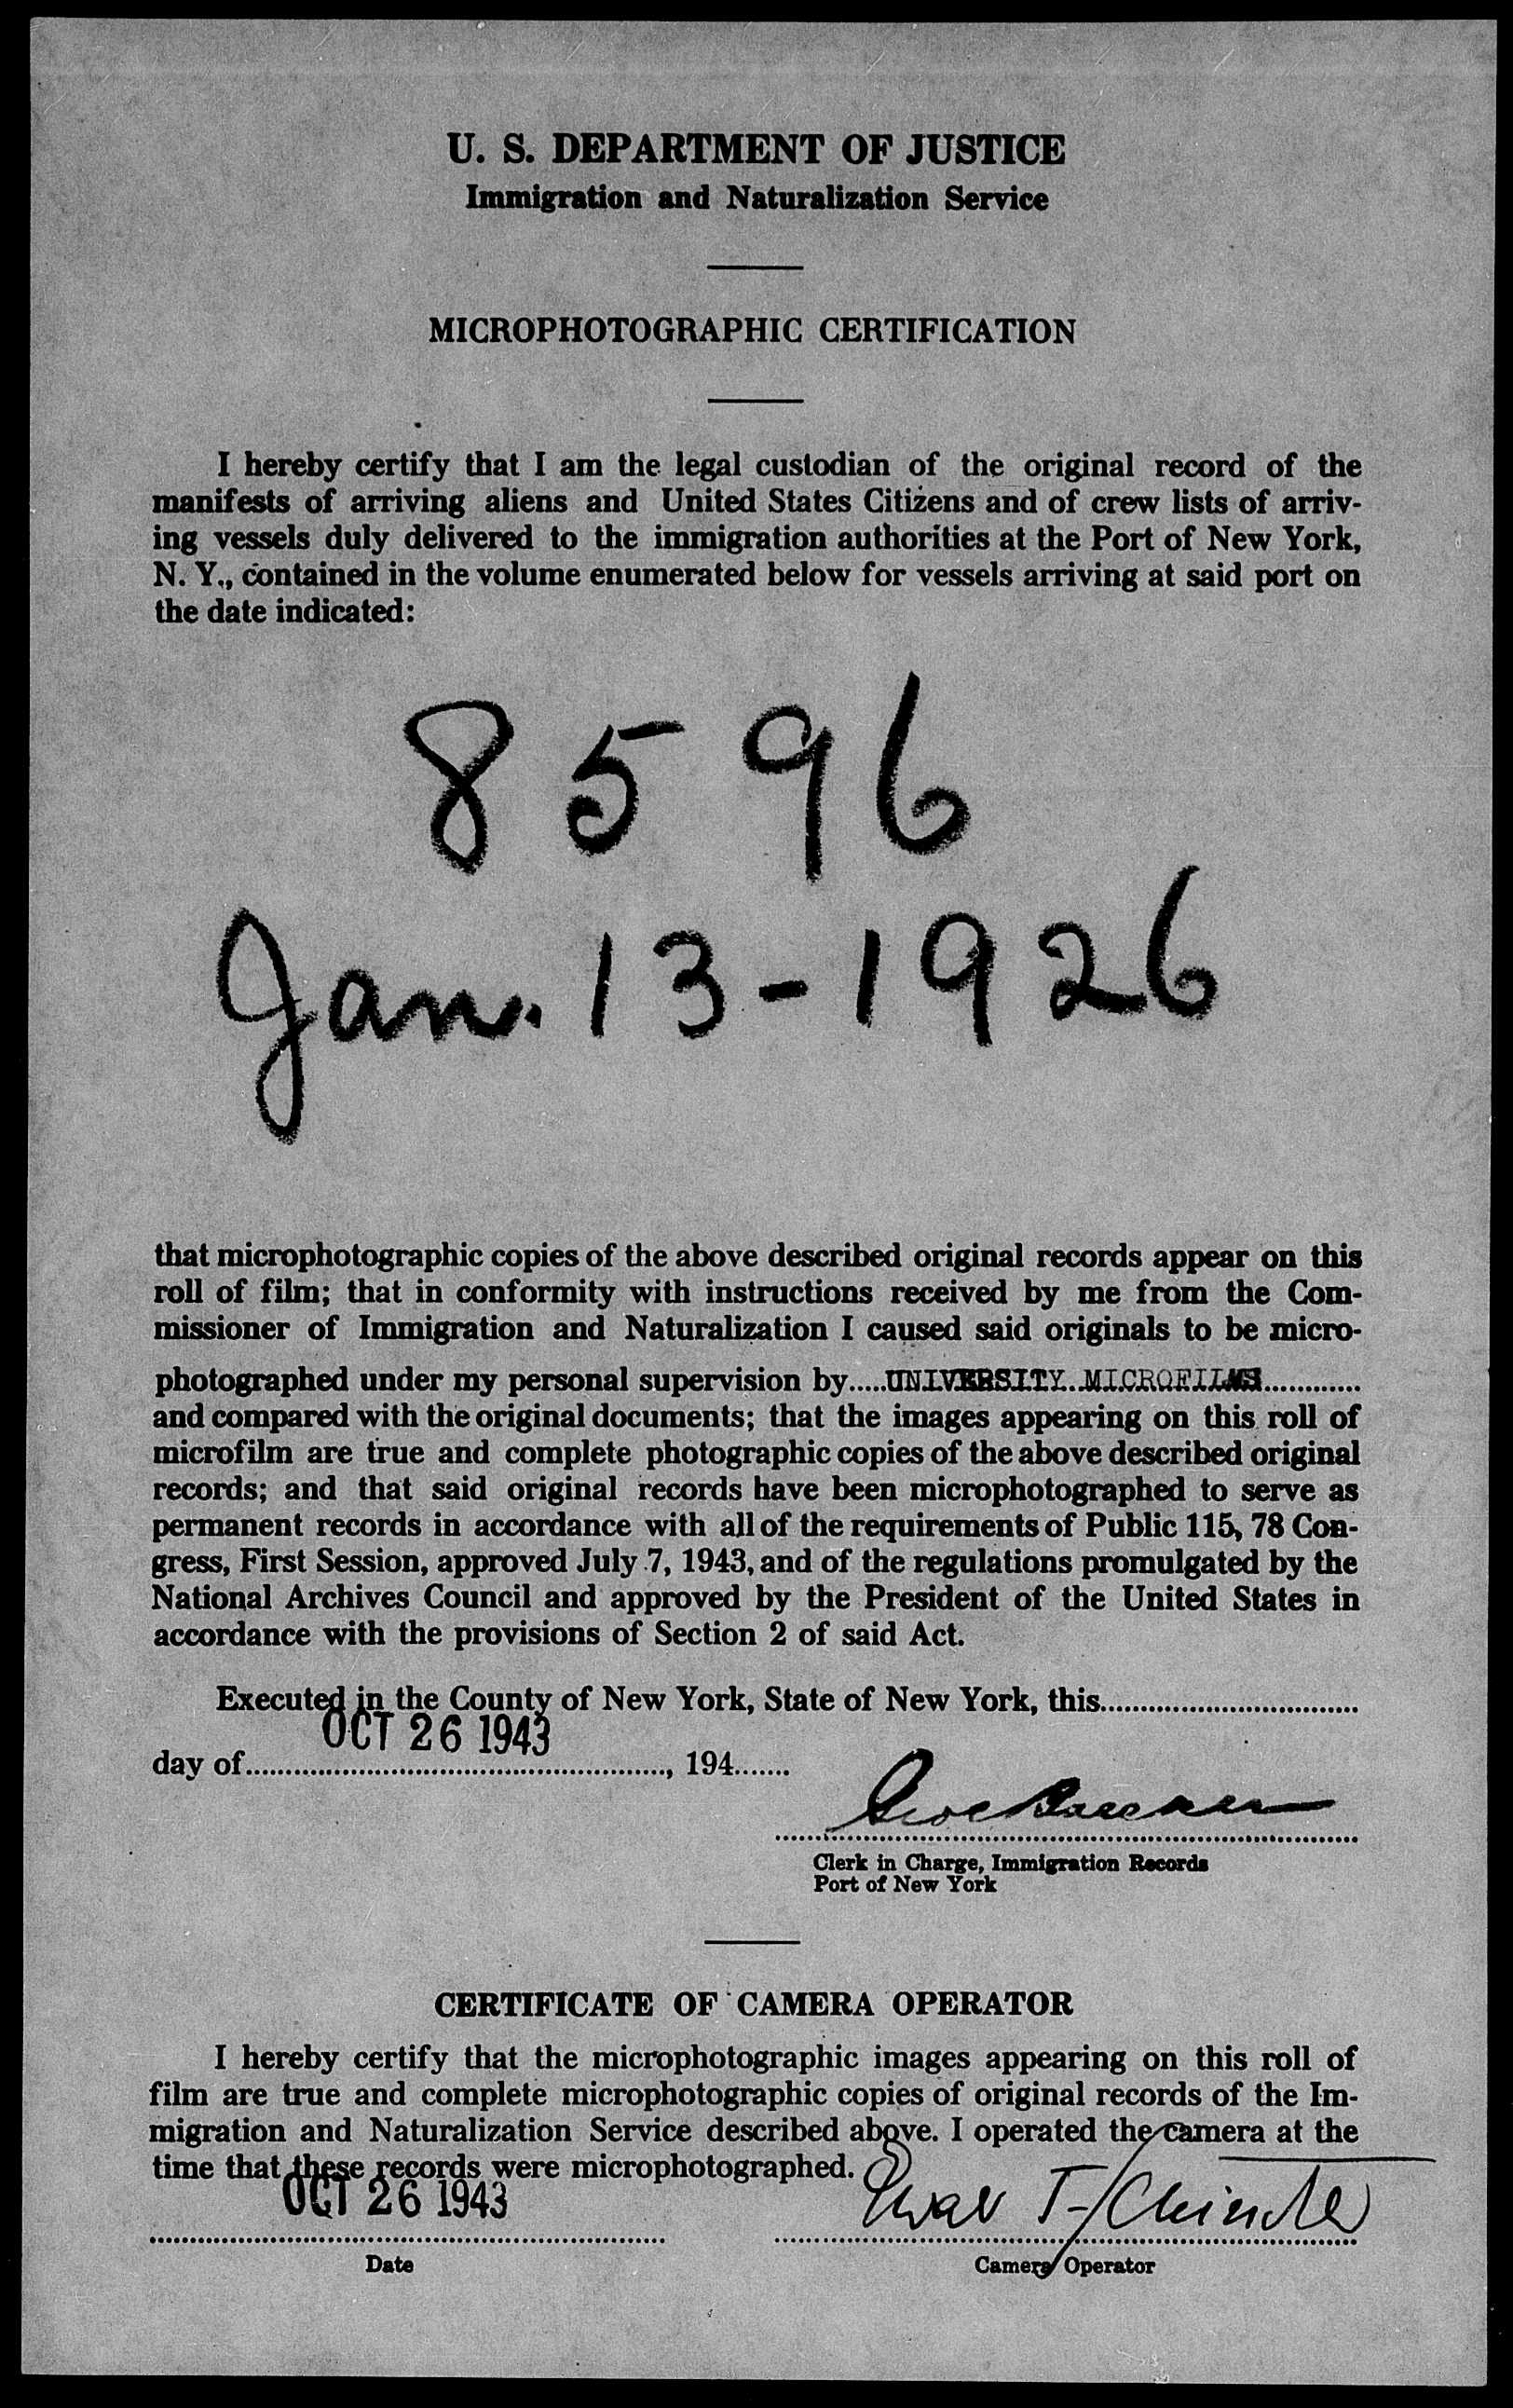 U. S. DEPARTMENT OF JUSTICE
Immigration and Naturalization Service
MICROPHOTOGRAPHIC CERTIFICATION
I hereby certify that I am the legal custodian of the original record of the
manifests of arriving aliens and United States Citizens and of crew lists of arriv-
ing vessels duly delivered to the immigration authorities at the Port of New York,
N. Y., contained in the volume enumerated below for vessels arriving at said port on
the date indicated:
8596
Jan. 13-1926
that microphotographic copies of the above described original records appear on this
roll of film; that in conformity with instructions received by me from the Com-
missioner of Immigration and Naturalization I caused said originals to be micro-
photographed under my personal supervision by.....UNIVERSITY MICROFILMS............
and compared with the original documents; that the images appearing on this roll of
microfilm are true and complete photographic copies of the above described original
records; and that said original records have been microphotographed to serve as
permanent records in accordance with all of the requirements of Public 115, 78 Con-
gress, First Session, approved July 7, 1943, and of the regulations promulgated by the
National Archives Council and approved by the President of the United States in
accordance with the provisions of Section 2 of said Act.
Executed in the County of New York, State of New York, this................................
OCT 26 1943
day of....................................................., 194.......
Clerk in Charge, Immigration Records
Port of New York
CERTIFICATE OF CAMERA OPERATOR
I hereby certify that the microphotographic images appearing on this roll of
film are true and complete microphotographic copies of original records of the Im-
migration and Naturalization Service described above. I operated the camera at the
time that these records were microphotographed.
OCT 26 1943
Date
Camera Operator